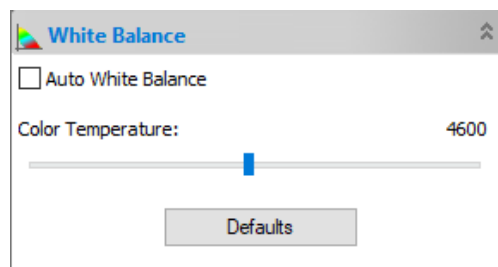 White Balance
Auto White Balance
Color Temperature: 4600
Defaults